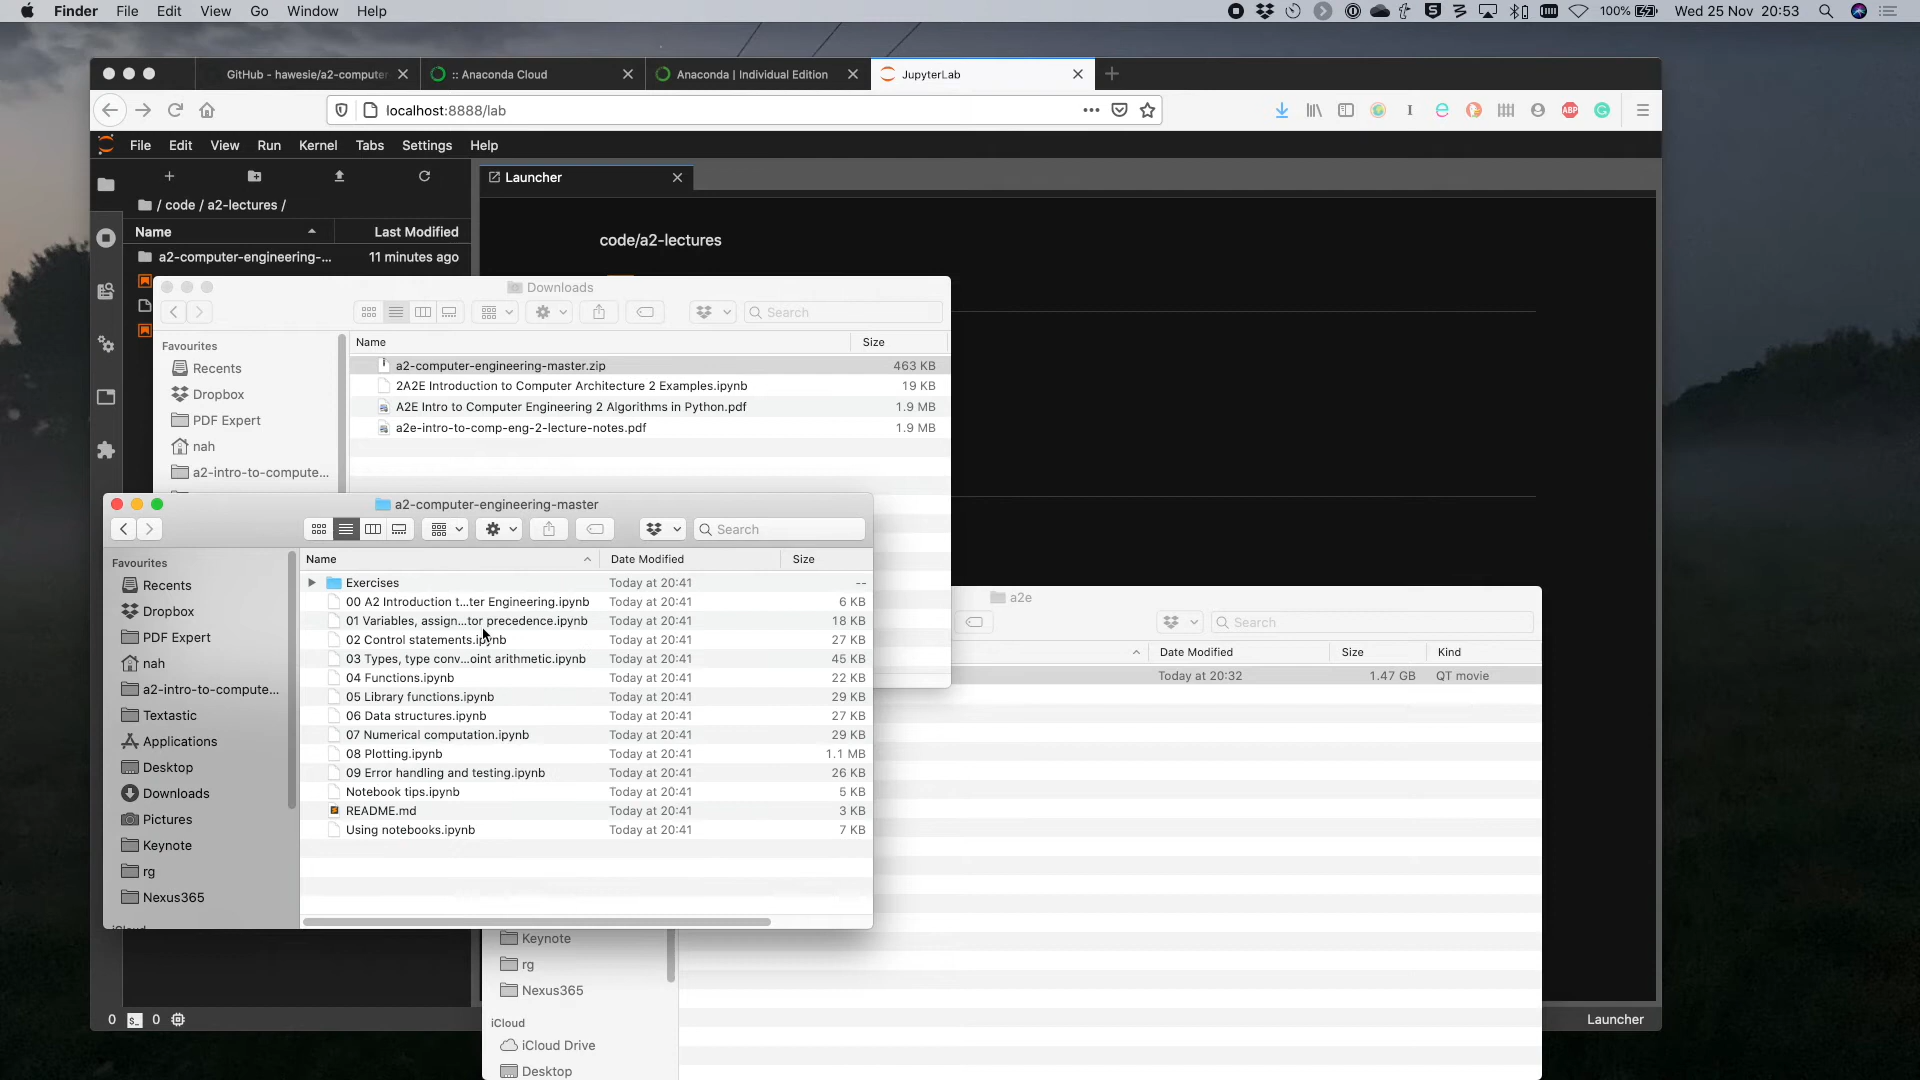 Finder File Edit View Go Window Help
100% Wed 25 Nov 20:53
GitHub - hawesie/a2-computer
:: Anaconda Cloud
Anaconda | Individual Edition
JupyterLab
localhost:8888/lab
File Edit View Run Kernel Tabs Settings Help
Launcher
/ code / a2-lectures /
Name Last Modified
a2-computer-engineering-... 11 minutes ago
code/a2-lectures
Downloads
Search
Favourites
Recents
Dropbox
PDF Expert
nah
a2-intro-to-compute...
Name Size
a2-computer-engineering-master.zip 463 KB
2A2E Introduction to Computer Architecture 2 Examples.ipynb 19 KB
A2E Intro to Computer Engineering 2 Algorithms in Python.pdf 1.9 MB
a2e-intro-to-comp-eng-2-lecture-notes.pdf 1.9 MB
a2-computer-engineering-master
Search
Favourites
Recents
Dropbox
PDF Expert
nah
a2-intro-to-compute...
Textastic
Applications
Desktop
Downloads
Pictures
Keynote
rg
Nexus365
Name Date Modified Size
Exercises Today at 20:41 --
00 A2 Introduction t...ter Engineering.ipynb Today at 20:41 6 KB
01 Variables, assign...tor precedence.ipynb Today at 20:41 18 KB
02 Control statements.ipynb Today at 20:41 27 KB
03 Types, type conv...oint arithmetic.ipynb Today at 20:41 45 KB
04 Functions.ipynb Today at 20:41 22 KB
05 Library functions.ipynb Today at 20:41 29 KB
06 Data structures.ipynb Today at 20:41 27 KB
07 Numerical computation.ipynb Today at 20:41 29 KB
08 Plotting.ipynb Today at 20:41 1.1 MB
09 Error handling and testing.ipynb Today at 20:41 26 KB
Notebook tips.ipynb Today at 20:41 5 KB
README.md Today at 20:41 3 KB
Using notebooks.ipynb Today at 20:41 7 KB
a2e
Search
Date Modified Size Kind
Today at 20:32 1.47 GB QT movie
Keynote
rg
Nexus365
iCloud
iCloud Drive
Desktop
0 0
Launcher